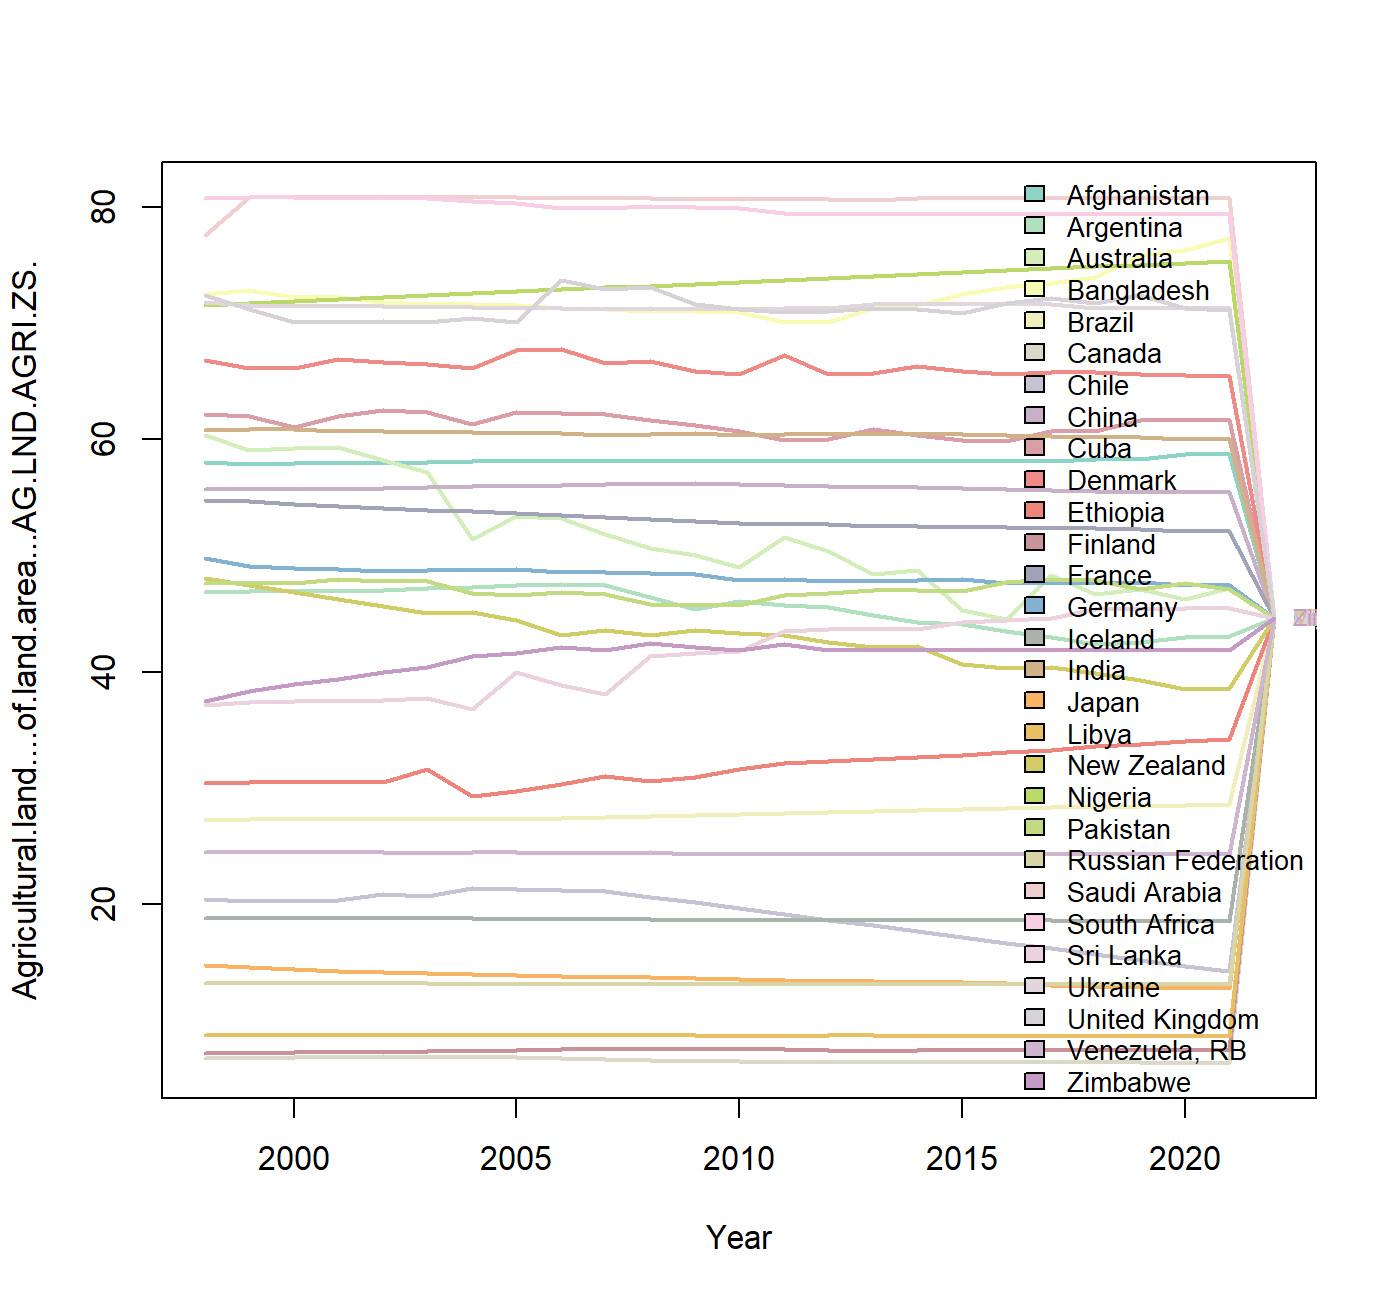 80
60
40
20
Agricultural.land....of.land.area...AG.LND.AGRI.ZS.
Afghanistan
Argentina
Australia
Bangladesh
Brazil
Canada
Chile
China
Cuba
Denmark
Ethiopia
Finland
France
Germany
Iceland
India
Japan
Libya
New Zealand
Nigeria
Pakistan
Russian Federation
Saudi Arabia
South Africa
Sri Lanka
Ukraine
United Kingdom
Venezuela, RB
Zimbabwe
2000 2005 2010 2015 2020
Year